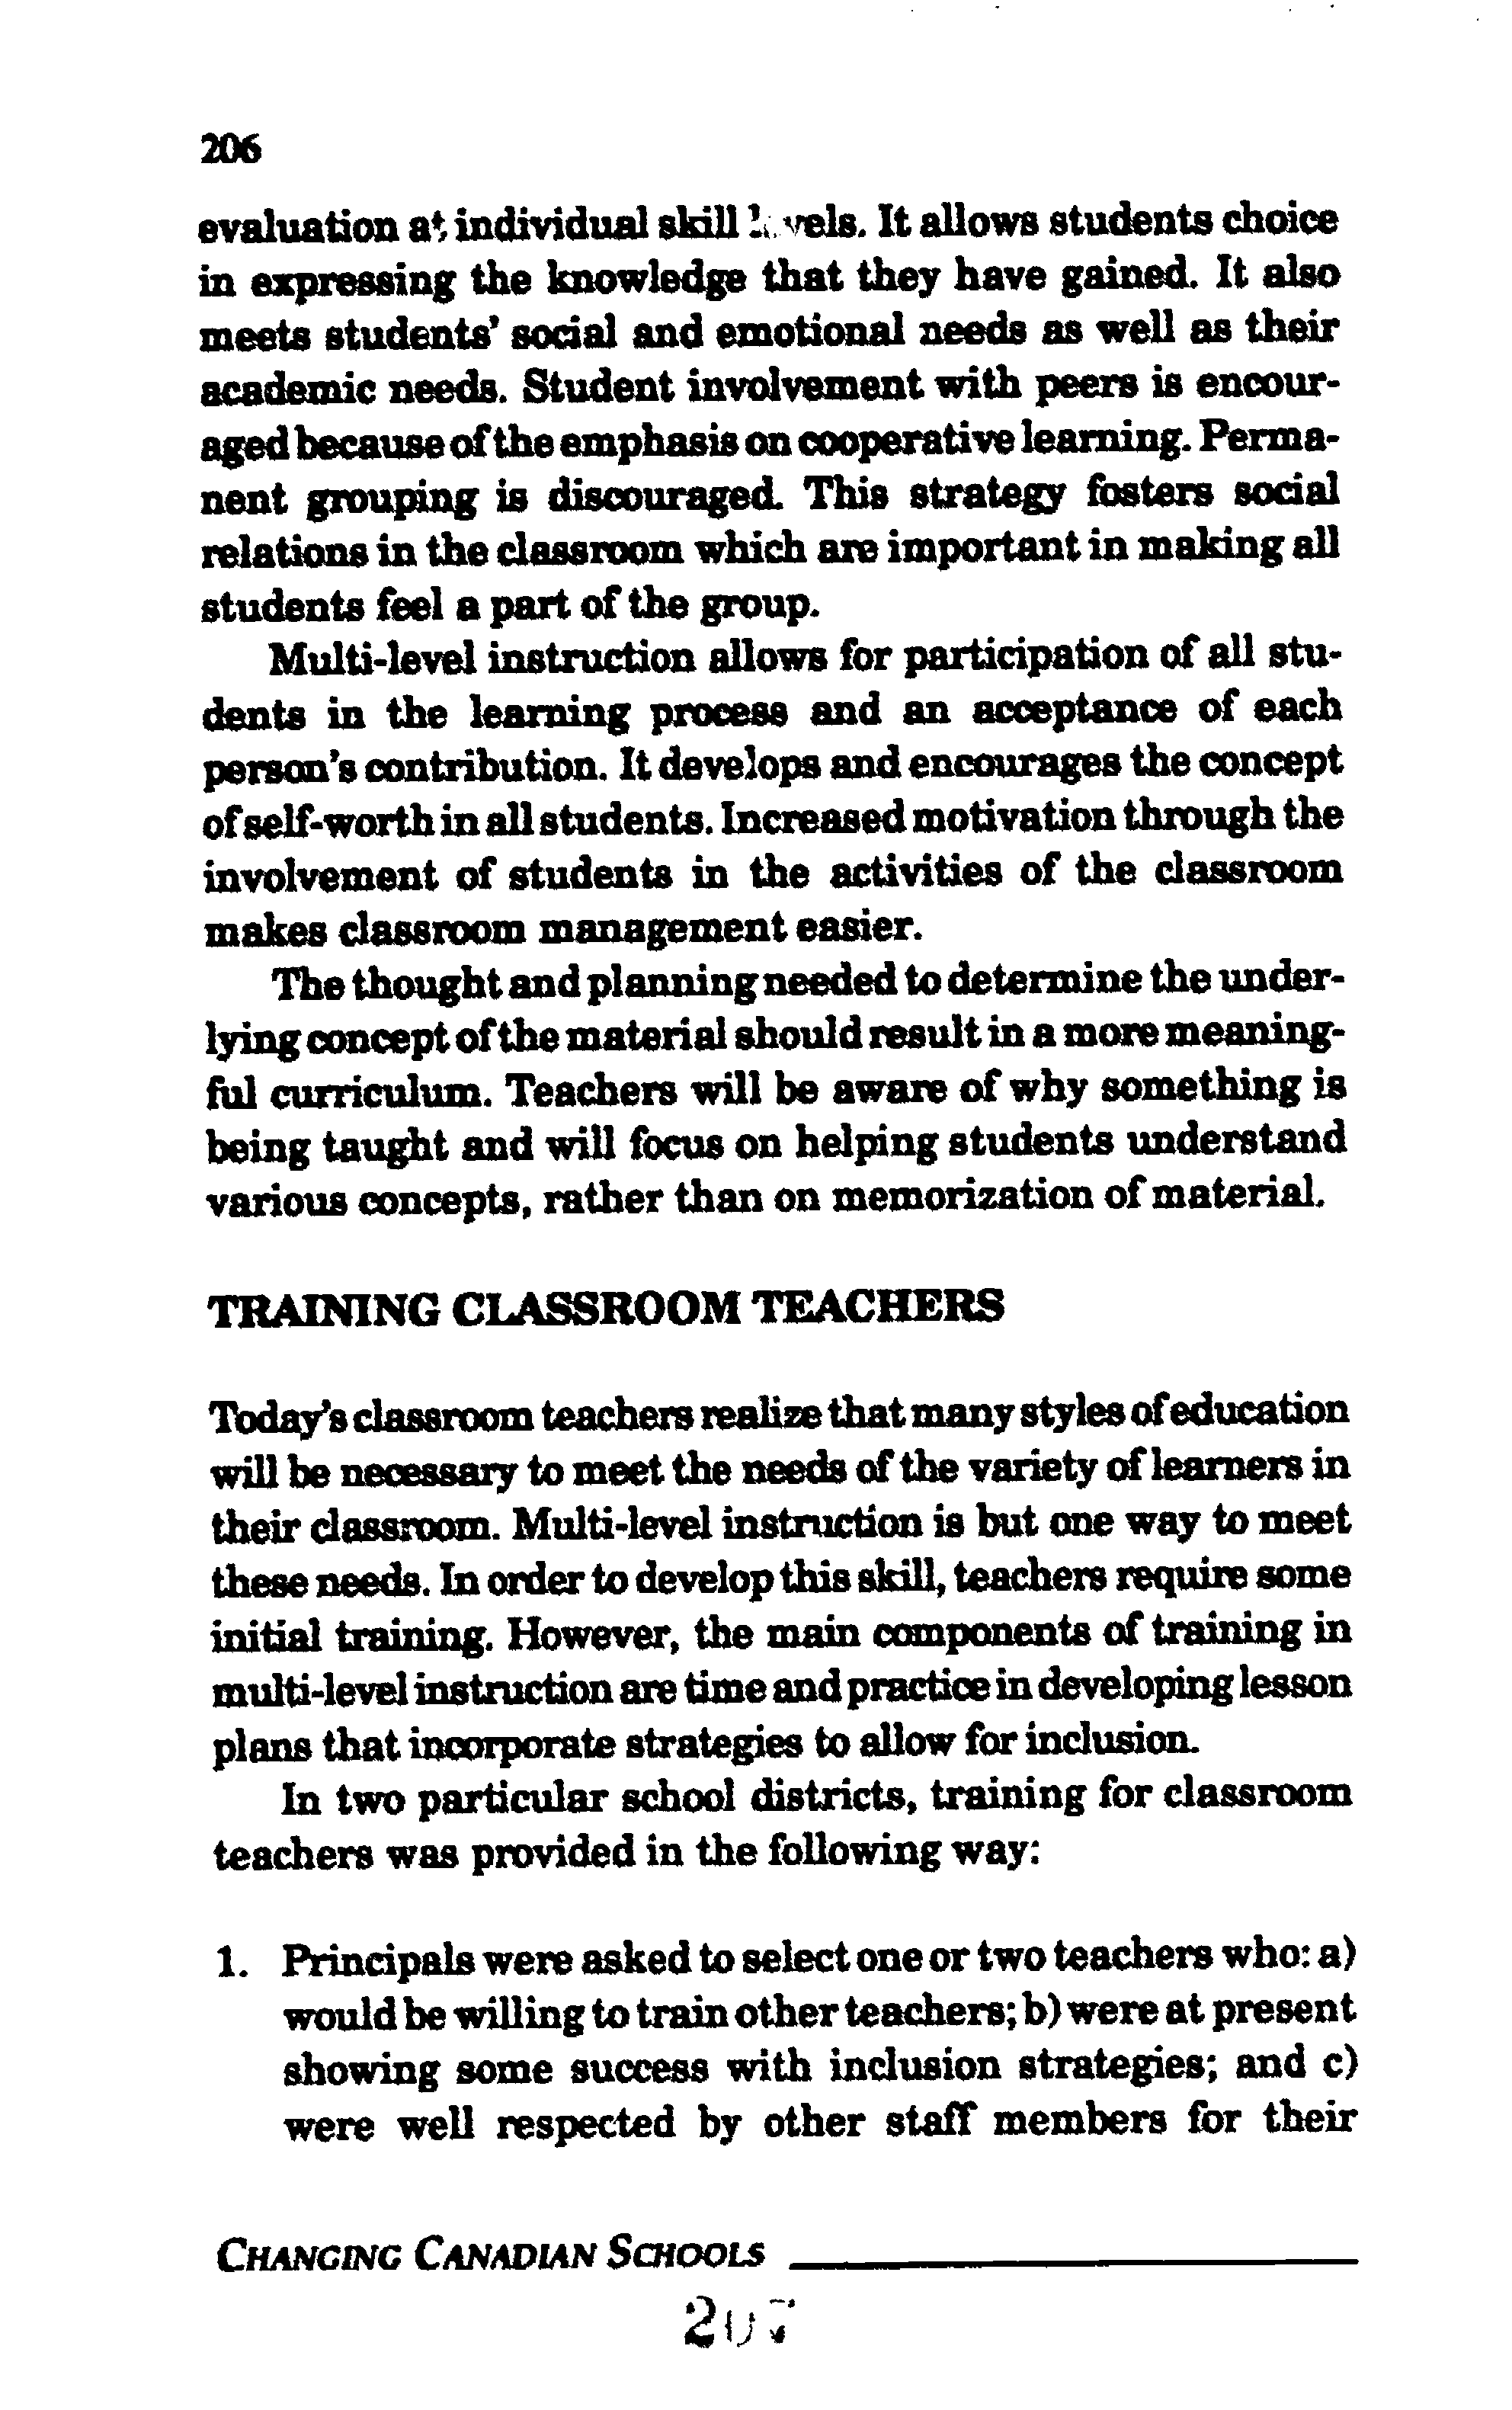 206
evaluation at individual skill levels. It allows students choice
in expressing the knowledge that they have gained. It also
meets students' social and emotional needs as well as their
academic needs. Student involvement with peers is encour-
aged because of the emphasis on cooperative learning. Perma-
nent grouping is discouraged. This strategy fosters social
relations in the classroom which are important in making all
students feel a part of the group.
Multi-level instruction allows for participation of all stu-
dents in the learning process and an acceptance of each
person's contribution. It develops and encourages the concept
of self-worth in all students. Increased motivation through the
involvement of students in the activities of the classroom
makes classroom management easier.
The thought and planning needed to determine the under-
lying concept of the material should result in a more meaning-
ful curriculum. Teachers will be aware of why something is
being taught and will focus on helping students understand
various concepts, rather than on memorization of material.
TRAINING CLASSROOM TEACHERS
Today's classroom teachers realize that many styles of education
will be necessary to meet the needs of the variety of learners in
their classroom. Multi-level instruction is but one way to meet
these needs. In order to develop this skill, teachers require some
initial training. However, the main components of training in
multi-level instruction are time and practice in developing lesson
plans that incorporate strategies to allow for inclusion.
In two particular school districts, training for classroom
teachers was provided in the following way:
1. Principals were asked to select one or two teachers who: a)
would be willing to train other teachers; b) were at present
showing some success with inclusion strategies; and c)
were well respected by other staff members for their
CHANGING CANADIAN SCHOOLS
207